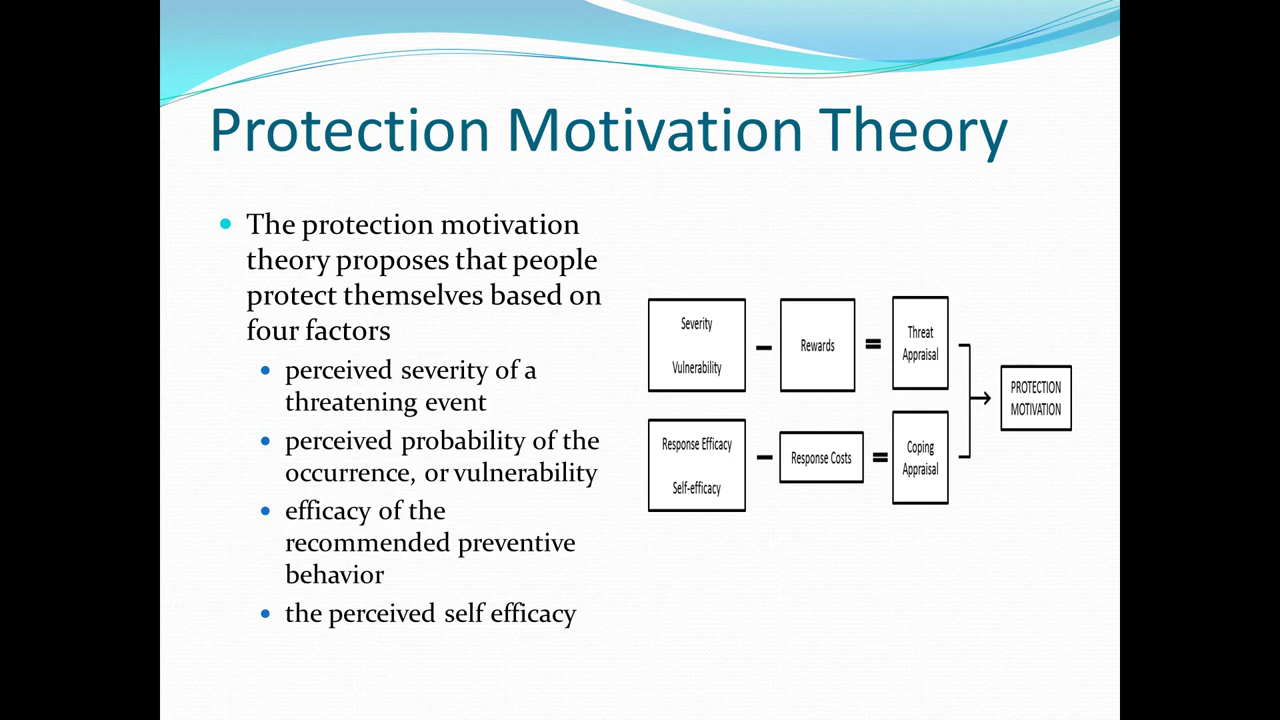 Protection Motivation Theory
The protection motivation
theory proposes that people
protect themselves based on
four factors
perceived severity of a
threatening event
perceived probability of the
occurrence, or vulnerability
efficacy of the
recommended preventive
behavior
the perceived self efficacy
Severity
Vulnerability
–
Rewards
=
Threat
Appraisal
Response Efficacy
Self-efficacy
–
Response Costs
=
Coping
Appraisal
PROTECTION
MOTIVATION